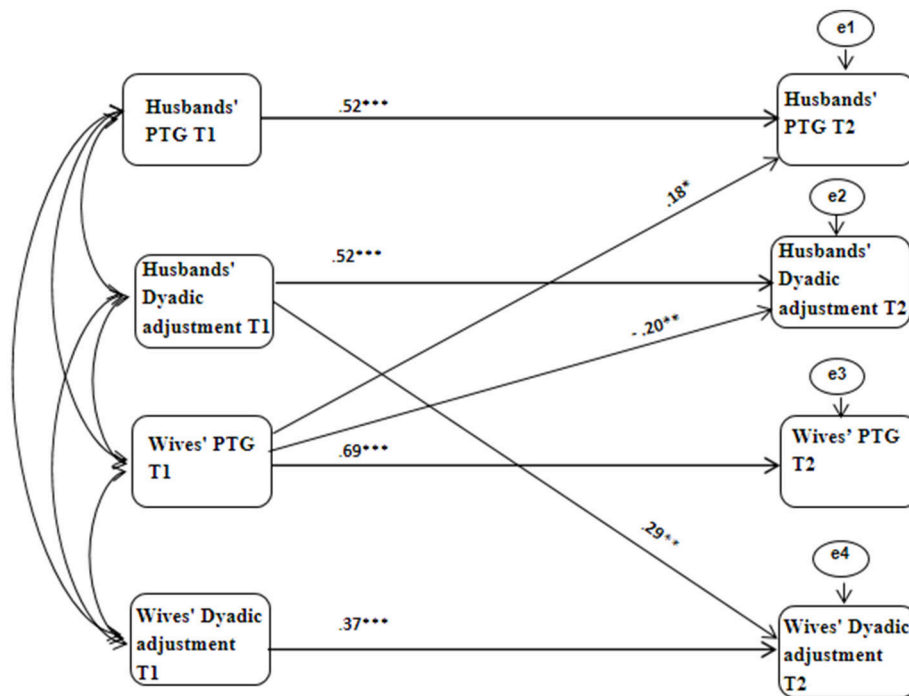 e1
Husbands'
PTG T1
.52***
Husbands'
PTG T2
.18*
e2
Husbands'
Dyadic
adjustment T1
.52***
Husbands'
Dyadic
adjustment T2
- .20**
e3
Wives' PTG
T1
.69***
Wives’ PTG
T2
.29**
e4
Wives' Dyadic
adjustment
T1
.37***
Wives' Dyadic
adjustment
T2